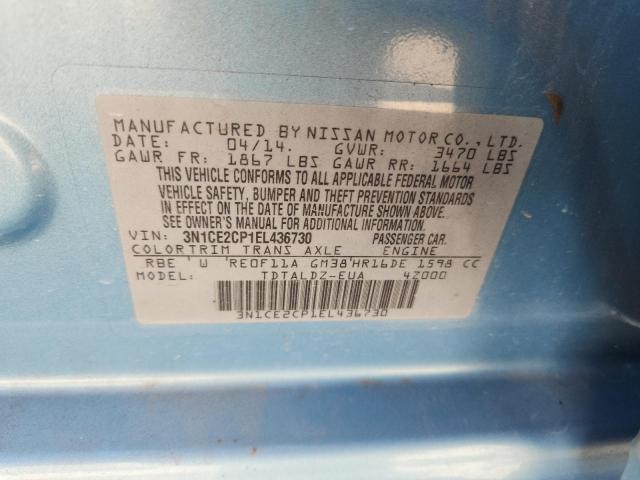 MANUFACTURED BY NISSAN MOTOR CO., LTD.
DATE: 04/14. GVWR: 3470 LBS
GAWR FR: 1867 LBS GAWR RR: 1664 LBS
THIS VEHICLE CONFORMS TO ALL APPLICABLE FEDERAL MOTOR
VEHICLE SAFETY, BUMPER AND THEFT PREVENTION STANDARDS
IN EFFECT ON THE DATE OF MANUFACTURE SHOWN ABOVE.
SEE OWNER'S MANUAL FOR ADDITIONAL INFORMATION.
VIN: 3N1CE2CP1EL436730 PASSENGER CAR.
COLOR TRIM TRANS AXLE ENGINE
RBE ' W 'RE0F11A GM38'HR16DE 1598 CC
MODEL: TDTALDZ-EUA 4Z000
3N1CE2CP1EL436730